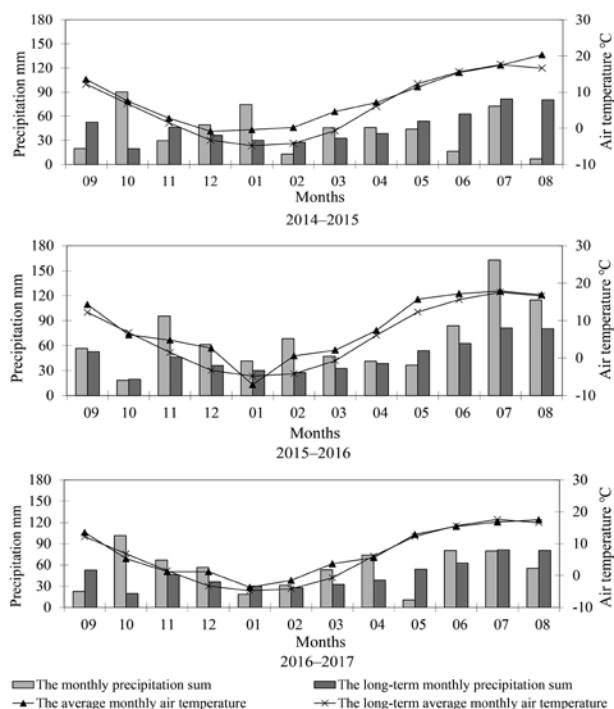 180 30
150
120 20
90 10
60 0
30
0 -10
Precipitation mm
Air temperature °C
09 10 11 12 01 02 03 04 05 06 07 08
Months
2014–2015
180 30
150 20
120
90 10
60 0
30
0 -10
Precipitation mm
Air temperature °C
09 10 11 12 01 02 03 04 05 06 07 08
Months
2015–2016
180 30
150 20
120
90 10
60 0
30
0 -10
Precipitation mm
Air temperature °C
09 10 11 12 01 02 03 04 05 06 07 08
Months
2016–2017
The monthly precipitation sum The long-term monthly precipitation sum
The average monthly air temperature The long-term average monthly air temperature